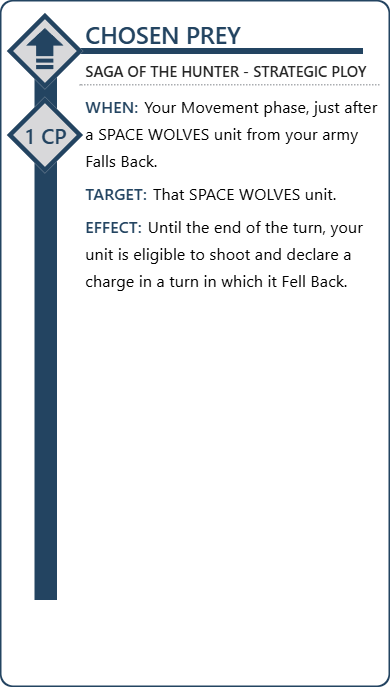 CHOSEN PREY
SAGA OF THE HUNTER - STRATEGIC PLOY
WHEN: Your Movement phase, just after
a SPACE WOLVES unit from your army
Falls Back.
1 CP
TARGET: That SPACE WOLVES unit.
EFFECT: Until the end of the turn, your
unit is eligible to shoot and declare a
charge in a turn in which it Fell Back.